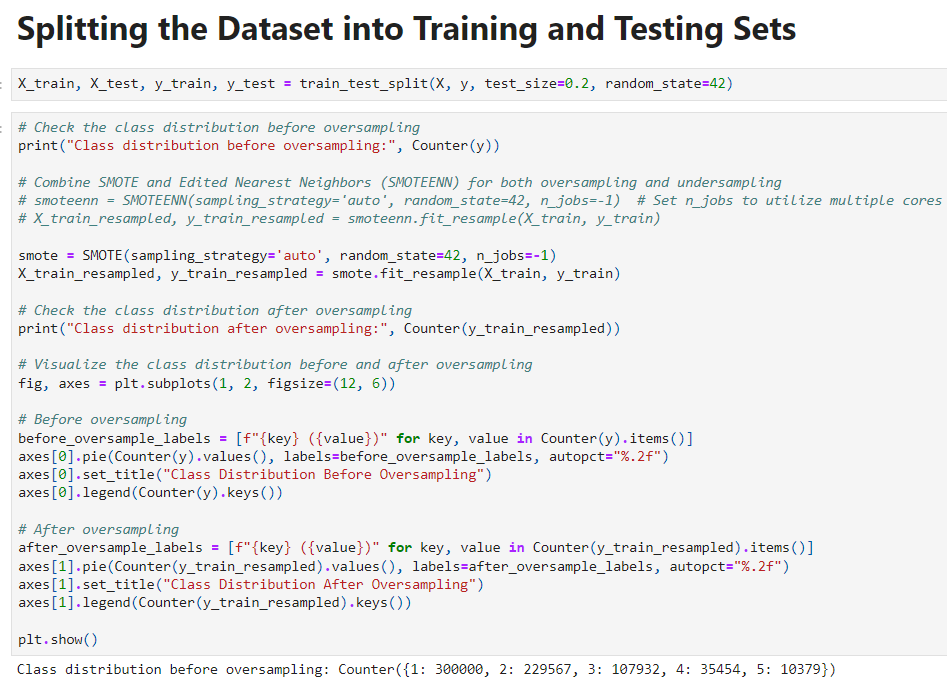 Splitting the Dataset into Training and Testing Sets
X_train, X_test, y_train, y_test = train_test_split(X, y, test_size=0.2, random_state=42)
# Check the class distribution before oversampling
print("Class distribution before oversampling:", Counter(y))
# Combine SMOTE and Edited Nearest Neighbors (SMOTEENN) for both oversampling and undersampling
# smoteenn = SMOTEENN(sampling_strategy='auto', random_state=42, n_jobs=-1)  # Set n_jobs to utilize multiple cores
# X_train_resampled, y_train_resampled = smoteenn.fit_resample(X_train, y_train)
smote = SMOTE(sampling_strategy='auto', random_state=42, n_jobs=-1)
X_train_resampled, y_train_resampled = smote.fit_resample(X_train, y_train)
# Check the class distribution after oversampling
print("Class distribution after oversampling:", Counter(y_train_resampled))
# Visualize the class distribution before and after oversampling
fig, axes = plt.subplots(1, 2, figsize=(12, 6))
# Before oversampling
before_oversample_labels = [f"{key} ({value})" for key, value in Counter(y).items()]
axes[0].pie(Counter(y).values(), labels=before_oversample_labels, autopct="%.2f")
axes[0].set_title("Class Distribution Before Oversampling")
axes[0].legend(Counter(y).keys())
# After oversampling
after_oversample_labels = [f"{key} ({value})" for key, value in Counter(y_train_resampled).items()]
axes[1].pie(Counter(y_train_resampled).values(), labels=after_oversample_labels, autopct="%.2f")
axes[1].set_title("Class Distribution After Oversampling")
axes[1].legend(Counter(y_train_resampled).keys())
plt.show()
Class distribution before oversampling: Counter({1: 300000, 2: 229567, 3: 107932, 4: 35454, 5: 10379})